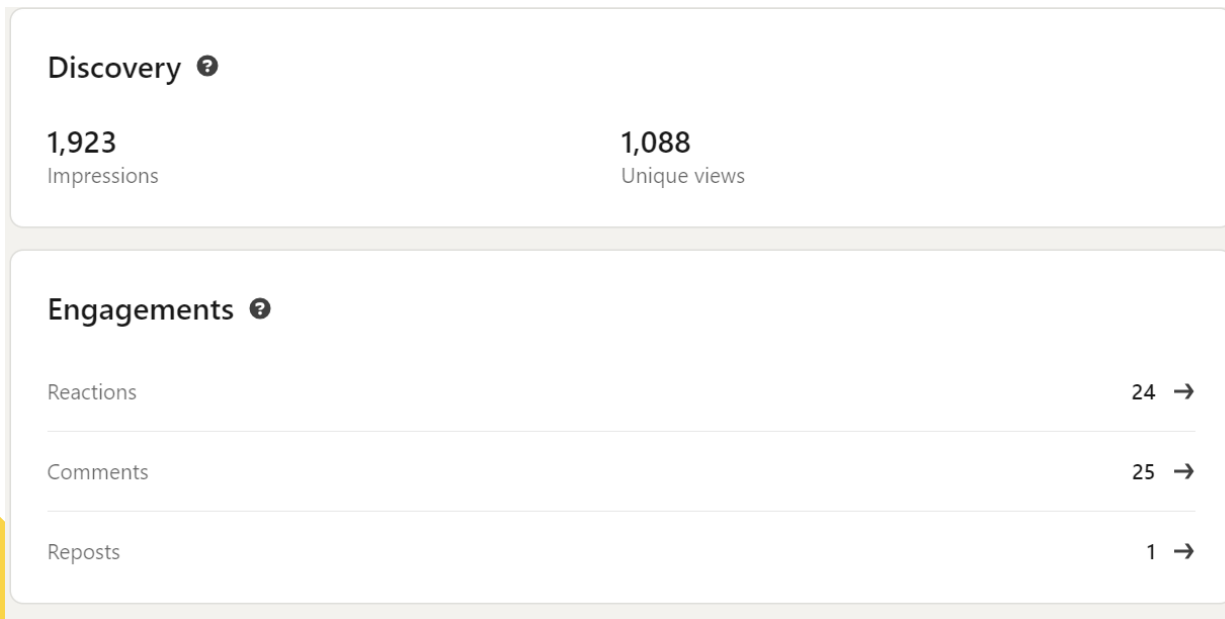 Discovery
1,923
Impressions
1,088
Unique views
Engagements
Reactions 24
Comments 25
Reposts 1